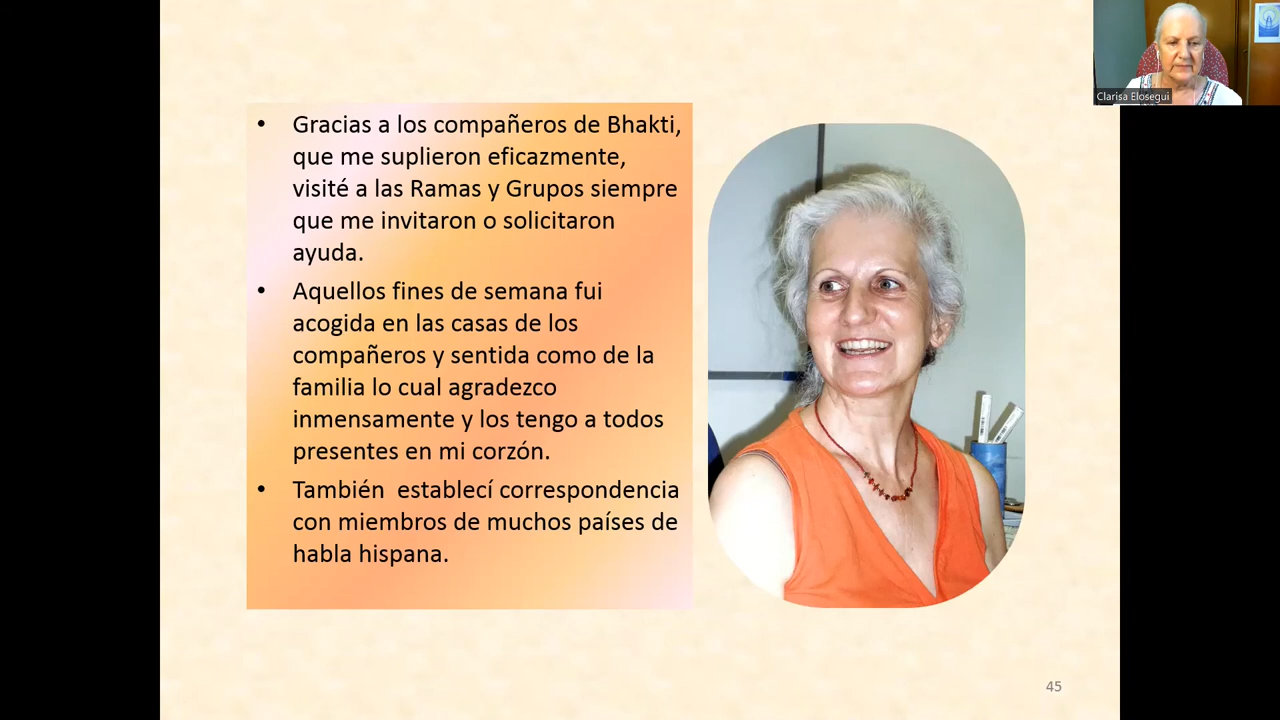 • Gracias a los compañeros de Bhakti,
que me suplieron eficazmente,
visité a las Ramas y Grupos siempre
que me invitaron o solicitaron
ayuda.
• Aquellos fines de semana fui
acogida en las casas de los
compañeros y sentida como de la
familia lo cual agradezco
inmensamente y los tengo a todos
presentes en mi corzón.
• También  establecí correspondencia
con miembros de muchos países de
habla hispana.
Clarisa Elosegui
45